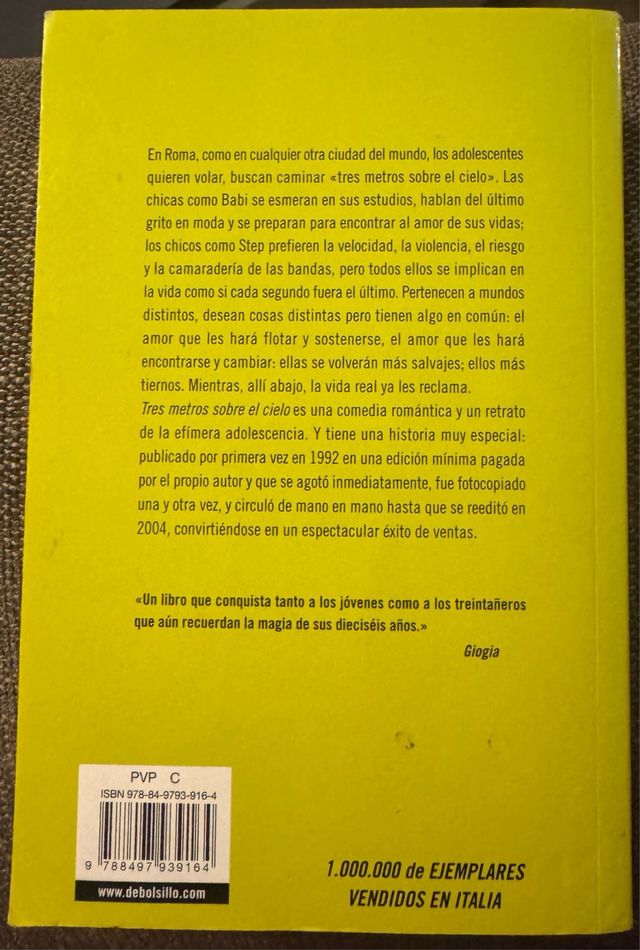 En Roma, como en cualquier otra ciudad del mundo, los adolescentes
quieren volar, buscan caminar «tres metros sobre el cielo». Las
chicas como Babi se esmeran en sus estudios, hablan del último
grito en moda y se preparan para encontrar al amor de sus vidas;
los chicos como Step prefieren la velocidad, la violencia, el riesgo
y la camaradería de las bandas, pero todos ellos se implican en
la vida como si cada segundo fuera el último. Pertenecen a mundos
distintos, desean cosas distintas pero tienen algo en común: el
amor que les hará flotar y sostenerse, el amor que les hará
encontrarse y cambiar: ellas se volverán más salvajes; ellos más
tiernos. Mientras, allí abajo, la vida real ya les reclama.
Tres metros sobre el cielo es una comedia romántica y un retrato
de la efímera adolescencia. Y tiene una historia muy especial:
publicado por primera vez en 1992 en una edición mínima pagada
por el propio autor y que se agotó inmediatamente, fue fotocopiado
una y otra vez, y circuló de mano en mano hasta que se reeditó en
2004, convirtiéndose en un espectacular éxito de ventas.
«Un libro que conquista tanto a los jóvenes como a los treintañeros
que aún recuerdan la magia de sus dieciséis años.»
Giogia
PVP C
ISBN 978-84-9793-916-4
9 788497 939164
www.debolsillo.com
1.000.000 de EJEMPLARES
VENDIDOS EN ITALIA